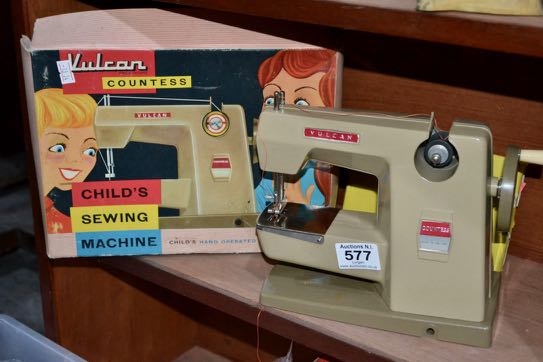 Vulcan
COUNTESS
VULCAN
CHILD'S
SEWING
MACHINE
CHILD'S HAND OPERATED
VULCAN
COUNTESS
Auctions N.I.
577